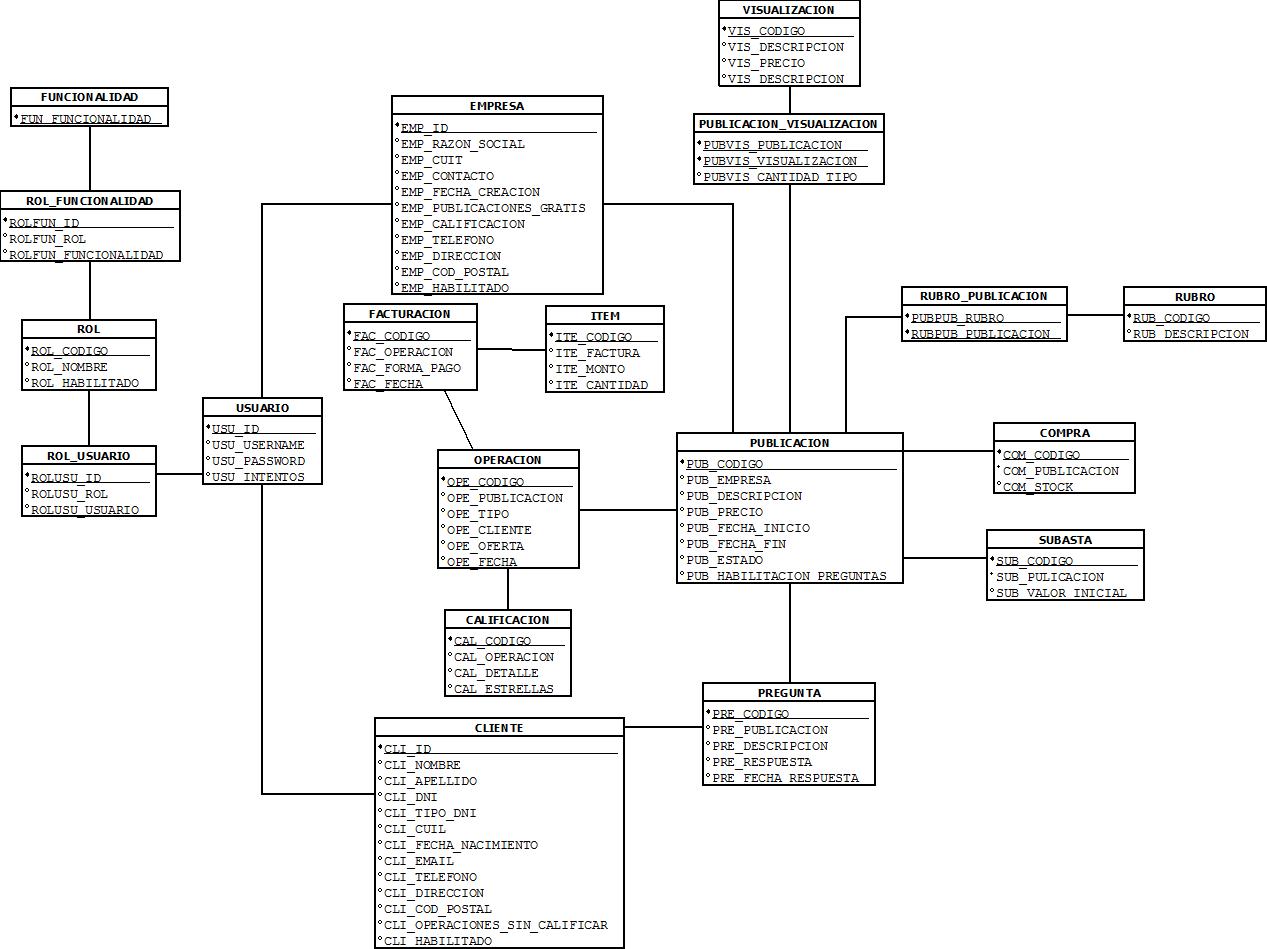 VISUALIZACION
VIS_CODIGO
VIS_DESCRIPCION
VIS_PRECIO
VIS_DESCRIPCION
FUNCIONALIDAD
FUN_FUNCIONALIDAD
EMPRESA
EMP_ID
EMP_RAZON_SOCIAL
EMP_CUIT
EMP_CONTACTO
EMP_FECHA_CREACION
EMP_PUBLICACIONES_GRATIS
EMP_CALIFICACION
EMP_TELEFONO
EMP_DIRECCION
EMP_COD_POSTAL
EMP_HABILITADO
PUBLICACION_VISUALIZACION
PUBVIS_PUBLICACION
PUBVIS_VISUALIZACION
PUBVIS_CANTIDAD_TIPO
ROL_FUNCIONALIDAD
ROLFUN_ID
ROLFUN_ROL
ROLFUN_FUNCIONALIDAD
RUBRO_PUBLICACION
PUBPUB_RUBRO
RUBPUB_PUBLICACION
RUBRO
RUB_CODIGO
RUB_DESCRIPCION
FACTURACION
FAC_CODIGO
FAC_OPERACION
FAC_FORMA_PAGO
FAC_FECHA
ITEM
ITE_CODIGO
ITE_FACTURA
ITE_MONTO
ITE_CANTIDAD
ROL
ROL_CODIGO
ROL_NOMBRE
ROL_HABILITADO
USUARIO
USU_ID
USU_USERNAME
USU_PASSWORD
USU_INTENTOS
ROL_USUARIO
ROLUSU_ID
ROLUSU_ROL
ROLUSU_USUARIO
OPERACION
OPE_CODIGO
OPE_PUBLICACION
OPE_TIPO
OPE_CLIENTE
OPE_OFERTA
OPE_FECHA
PUBLICACION
PUB_CODIGO
PUB_EMPRESA
PUB_DESCRIPCION
PUB_PRECIO
PUB_FECHA_INICIO
PUB_FECHA_FIN
PUB_ESTADO
PUB_HABILITACION_PREGUNTAS
COMPRA
COM_CODIGO
COM_PUBLICACION
COM_STOCK
SUBASTA
SUB_CODIGO
SUB_PULICACION
SUB_VALOR_INICIAL
CALIFICACION
CAL_CODIGO
CAL_OPERACION
CAL_DETALLE
CAL_ESTRELLAS
PREGUNTA
PRE_CODIGO
PRE_PUBLICACION
PRE_DESCRIPCION
PRE_RESPUESTA
PRE_FECHA_RESPUESTA
CLIENTE
CLI_ID
CLI_NOMBRE
CLI_APELLIDO
CLI_DNI
CLI_TIPO_DNI
CLI_CUIL
CLI_FECHA_NACIMIENTO
CLI_EMAIL
CLI_TELEFONO
CLI_DIRECCION
CLI_COD_POSTAL
CLI_OPERACIONES_SIN_CALIFICAR
CLI_HABILITADO